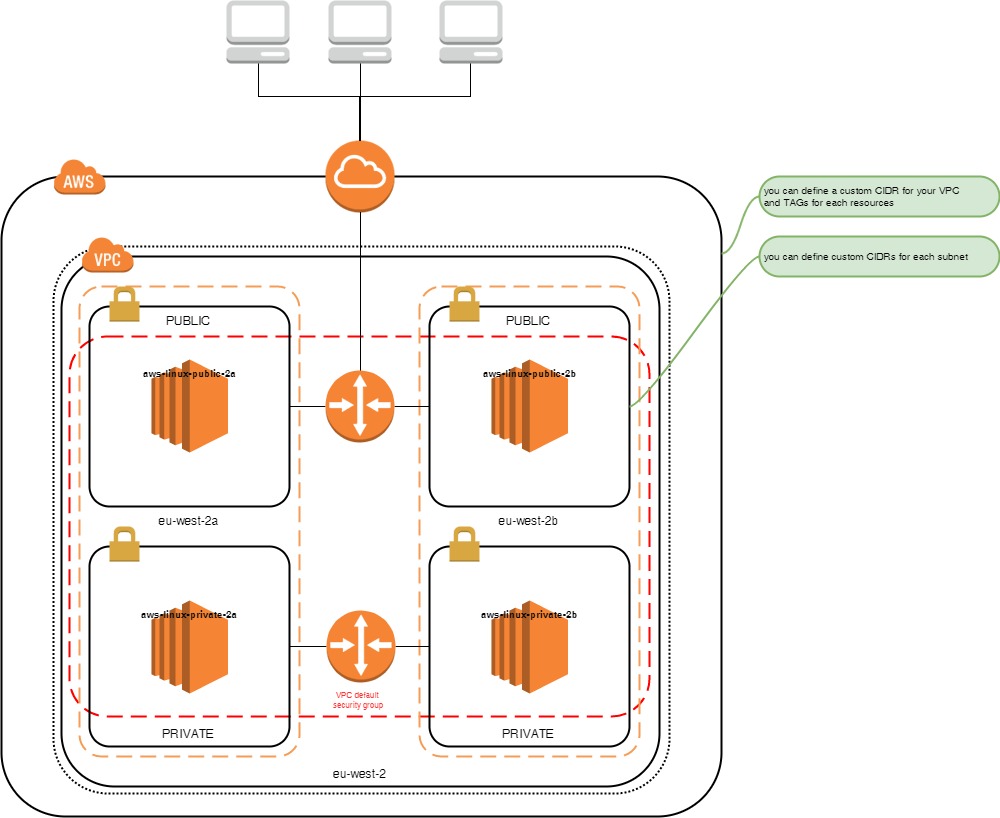 AWS
you can define a custom CIDR for your VPC
and TAGs for each resources
VPC
you can define custom CIDRs for each subnet
PUBLIC
PUBLIC
aws-linux-public-2a
aws-linux-public-2b
eu-west-2a
eu-west-2b
aws-linux-private-2a
aws-linux-private-2b
VPC default
security group
PRIVATE
PRIVATE
eu-west-2